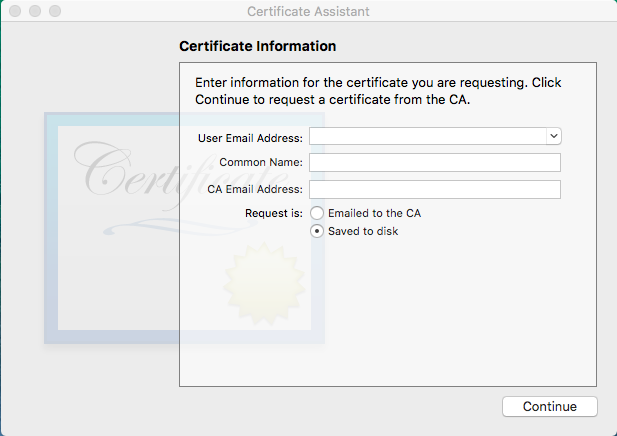 Certificate Assistant
Certificate Information
Enter information for the certificate you are requesting. Click
Continue to request a certificate from the CA.
Certificate
User Email Address:
Common Name:
CA Email Address:
Request is:
Emailed to the CA
Saved to disk
Continue